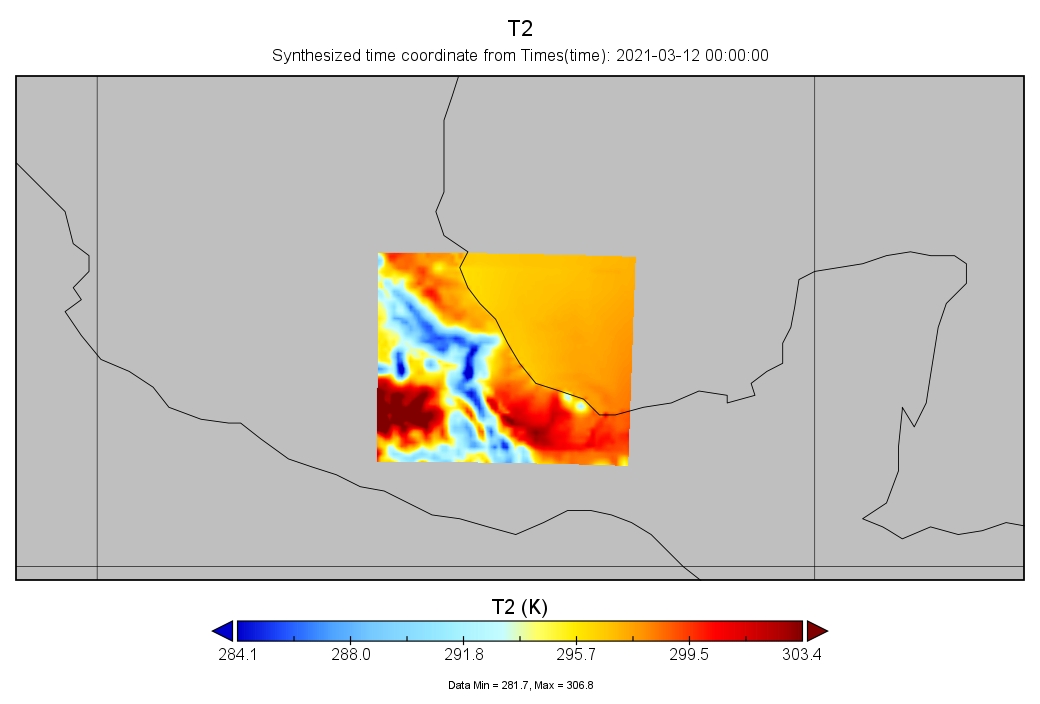 T2
Synthesized time coordinate from Times(time): 2021-03-12 00:00:00
T2 (K)
284.1 288.0 291.8 295.7 299.5 303.4
Data Min = 281.7, Max = 306.8